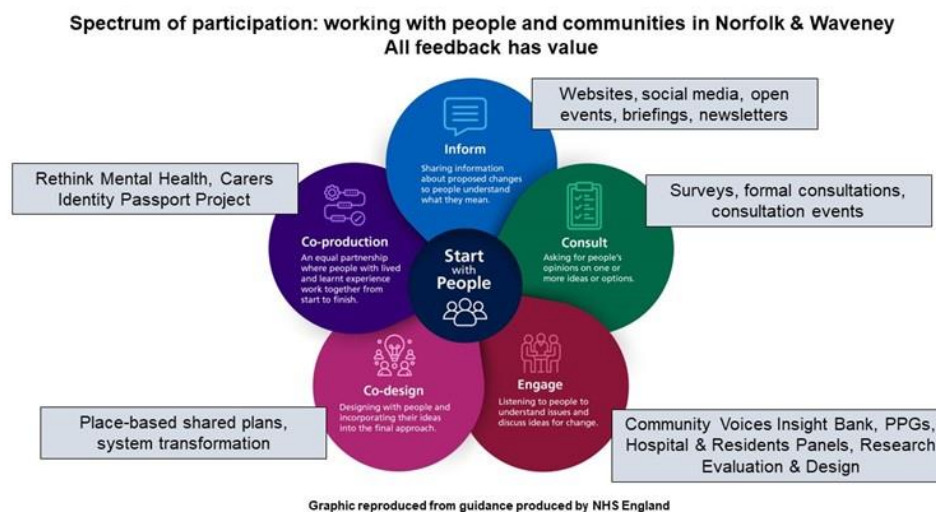 Spectrum of participation: working with people and communities in Norfolk & Waveney
All feedback has value
Inform
Sharing information
about proposed changes
so people understand
what they mean.
Websites, social media, open
events, briefings, newsletters
Consult
Asking for people's
opinions on one or
more ideas or options.
Surveys, formal consultations,
consultation events
Engage
Listening to people to
understand issues and
discuss ideas for change.
Community Voices Insight Bank, PPGs,
Hospital & Residents Panels, Research
Evaluation & Design
Co-design
Designing with people and
incorporating their ideas
into the final approach.
Place-based shared plans,
system transformation
Co-production
An equal partnership
where people with lived
and learnt experience
work together from
start to finish.
Rethink Mental Health, Carers
Identity Passport Project
Start
with
People
Graphic reproduced from guidance produced by NHS England